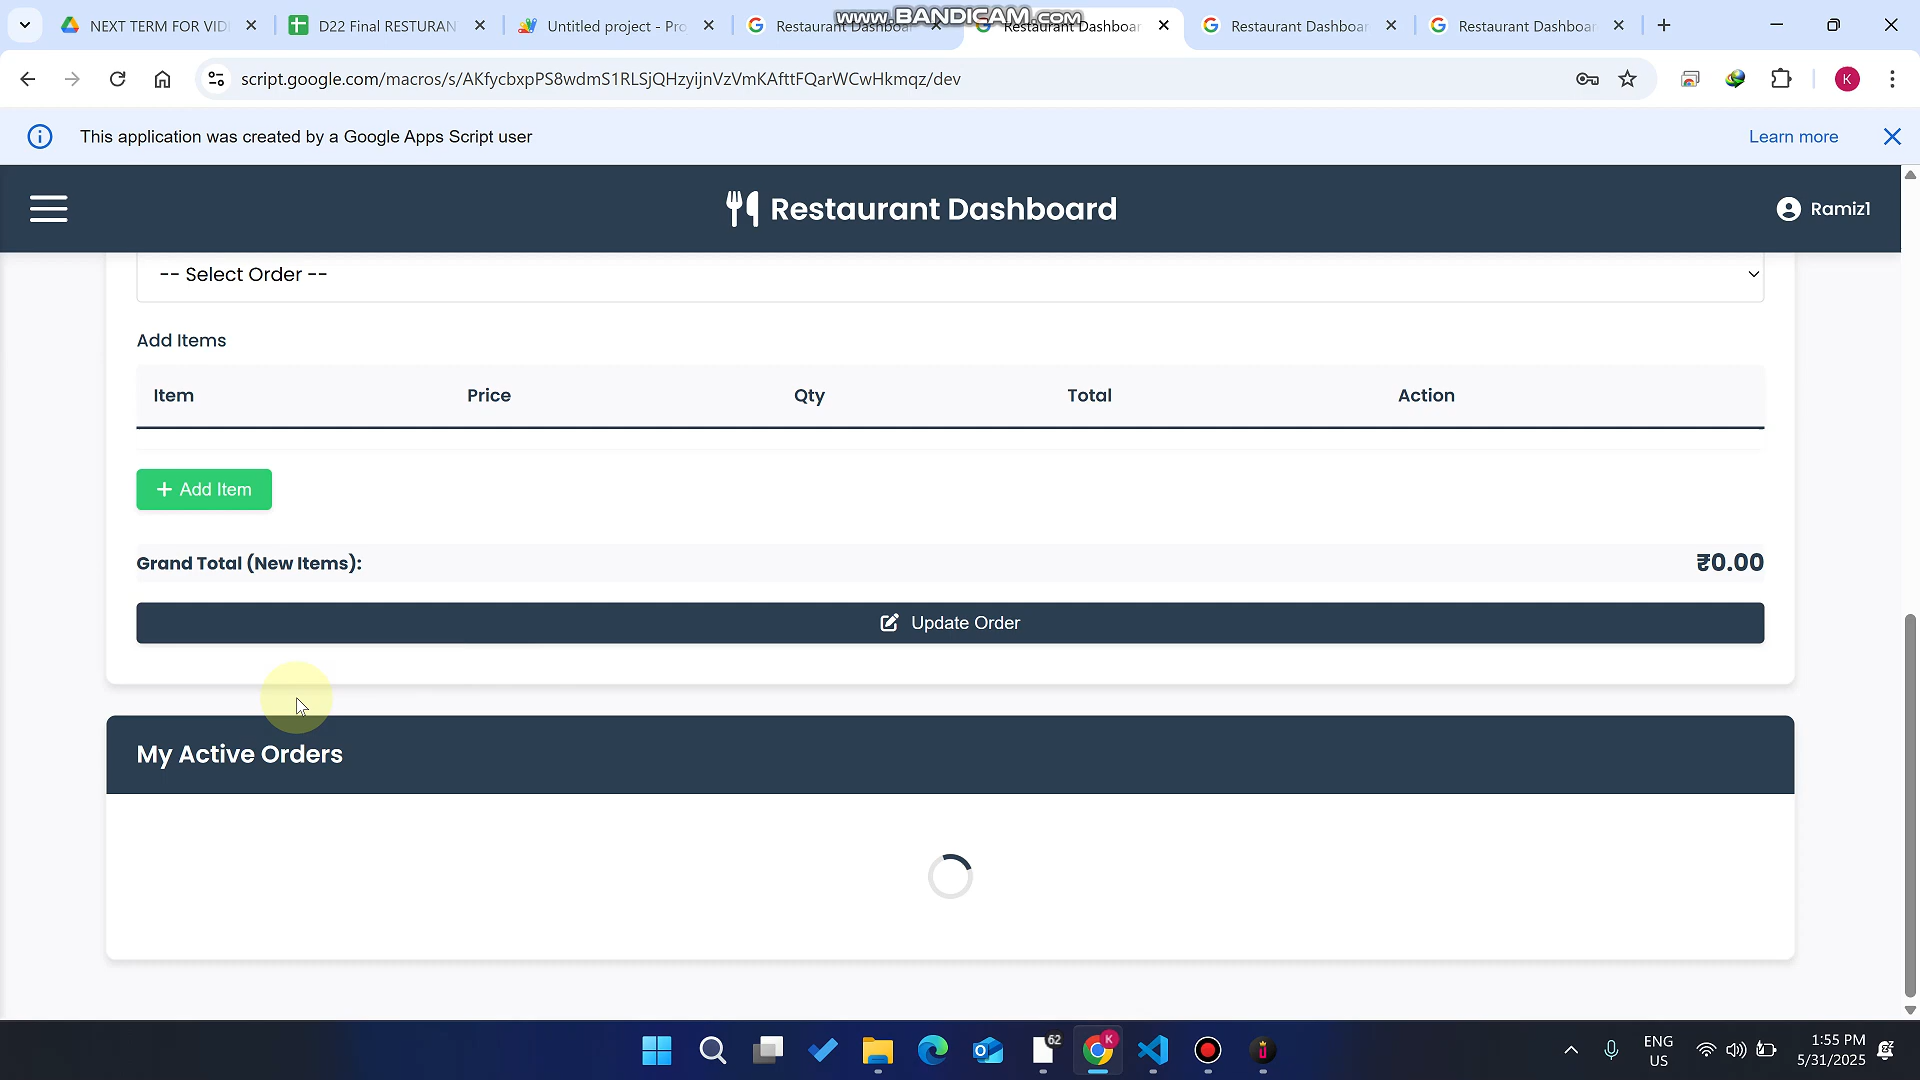 www.BANDICAM.com
NEXT TERM FOR VID
D22 Final RESTURAN
Untitled project - Pro
Restaurant Dashboar
Restaurant Dashboar
Restaurant Dashboar
Restaurant Dashboar
script.google.com/macros/s/AKfycbxpPS8wdmS1RLSjQHzyijnVzVmKAfttFQarWCwHkmqz/dev
K
This application was created by a Google Apps Script user
Learn more
Restaurant Dashboard
Ramiz1
-- Select Order --
Add Items
Item Price Qty Total Action
+ Add Item
Grand Total (New Items):
₹0.00
Update Order
My Active Orders
62
K
ENG
US
1:55 PM
5/31/2025